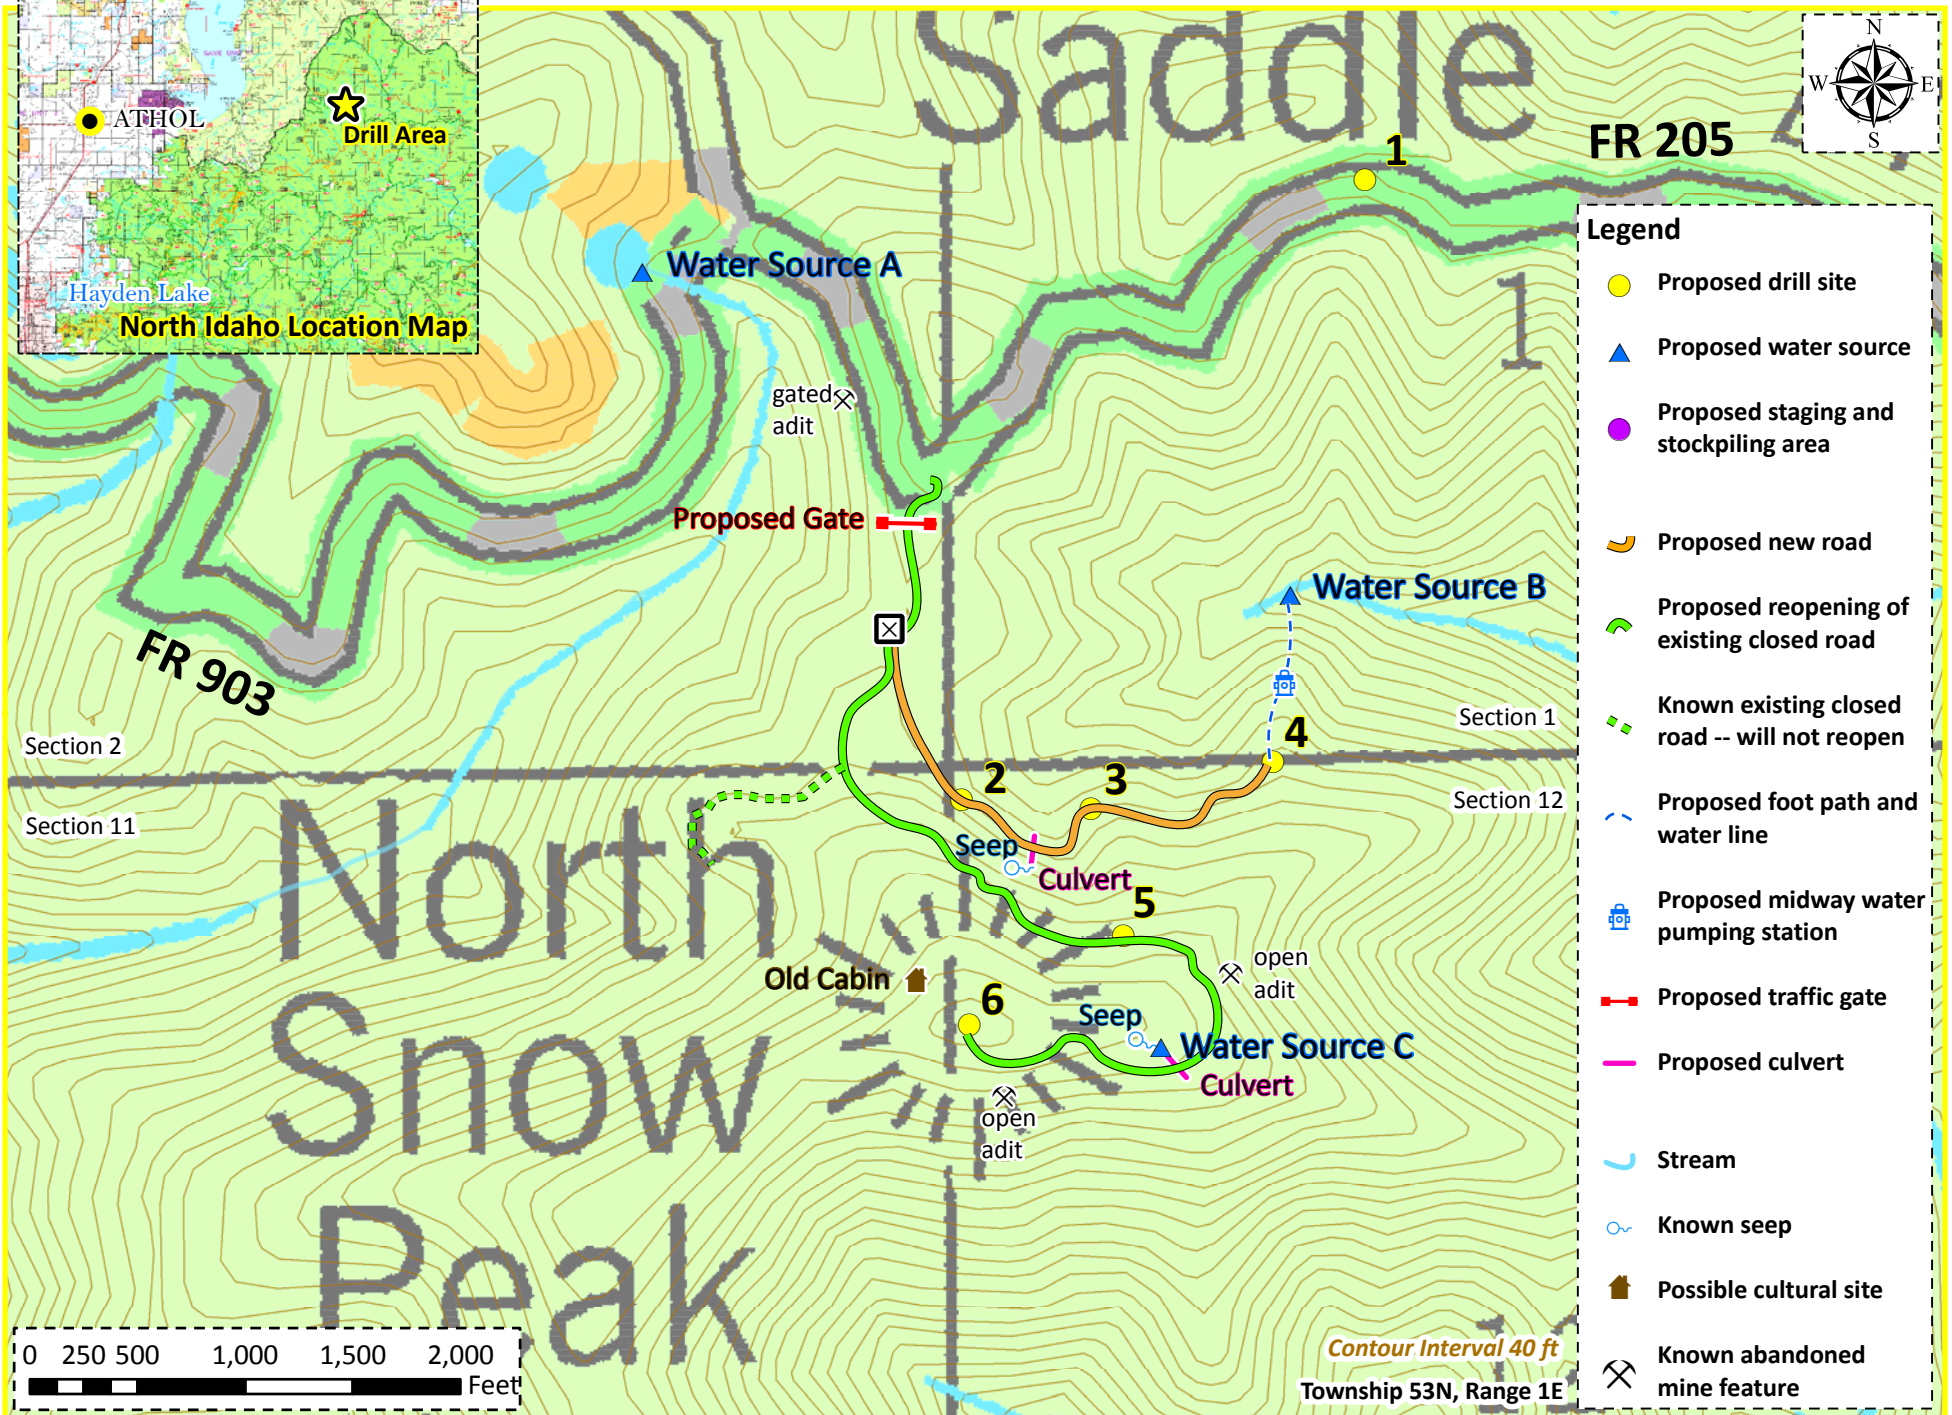 Saddle
N
W
E
S
ATHOL
Drill Area
Hayden Lake
North Idaho Location Map
1
FR 205
Water Source A
1
gated
adit
Proposed Gate
Water Source B
FR 903
Section 1
Section 2
4
2
3
Section 12
Section 11
Seep
Culvert
5
North
Snow
Peak
open
adit
Old Cabin
6
Seep
Water Source C
Culvert
open
adit
Legend
Proposed drill site
Proposed water source
Proposed staging and
stockpiling area
Proposed new road
Proposed reopening of
existing closed road
Known existing closed
road -- will not reopen
Proposed foot path and
water line
Proposed midway water
pumping station
Proposed traffic gate
Proposed culvert
Stream
Known seep
Possible cultural site
Known abandoned
mine feature
0 250 500 1,000 1,500 2,000
Feet
Contour Interval 40 ft
Township 53N, Range 1E